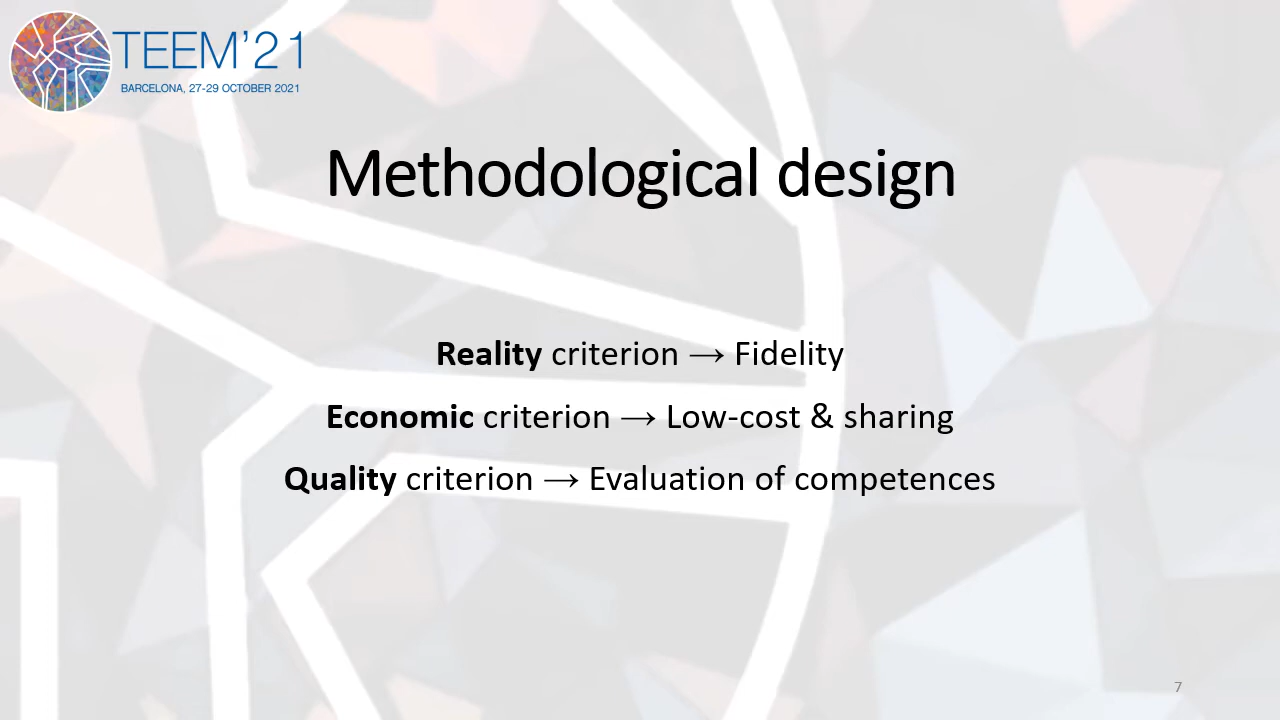 TEEM'21
BARCELONA, 27-29 OCTOBER 2021
Methodological design
Reality criterion → Fidelity
Economic criterion → Low-cost & sharing
Quality criterion → Evaluation of competences
7